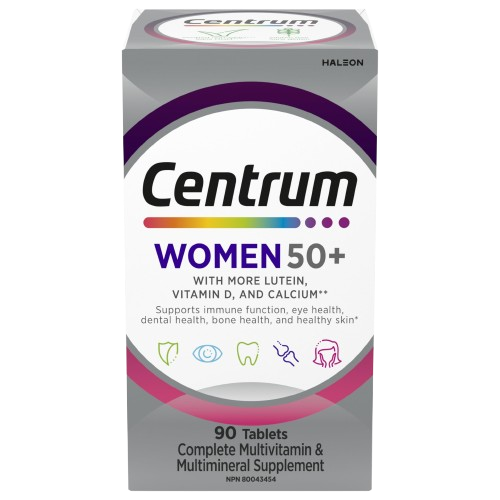 HALEON
Centrum
WOMEN 50+
WITH MORE LUTEIN,
VITAMIN D, AND CALCIUM**
Supports immune function, eye health,
dental health, bone health, and healthy skin*
90 Tablets
Complete Multivitamin &
Multimineral Supplement
NPN 80043454